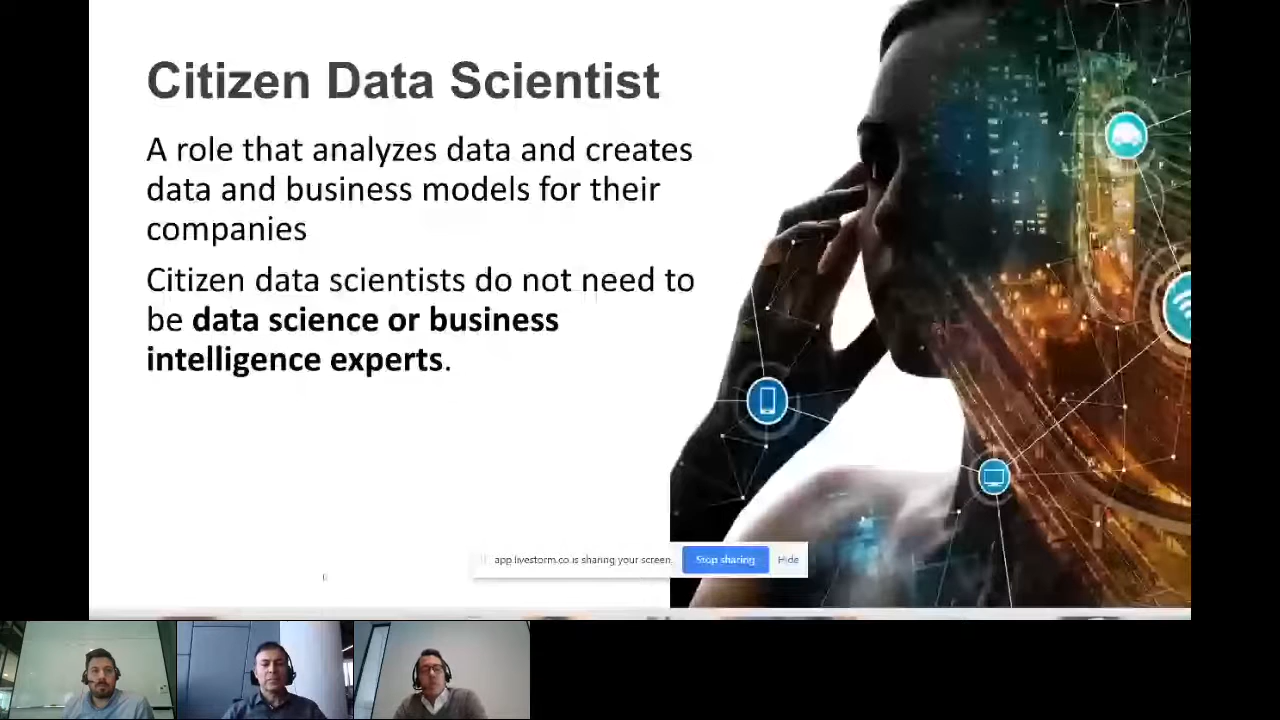 Citizen Data Scientist
A role that analyzes data and creates
data and business models for their
companies
Citizen data scientists do not need to
be data science or business
intelligence experts.
app.livestorm.co is sharing your screen. Stop sharing Hide